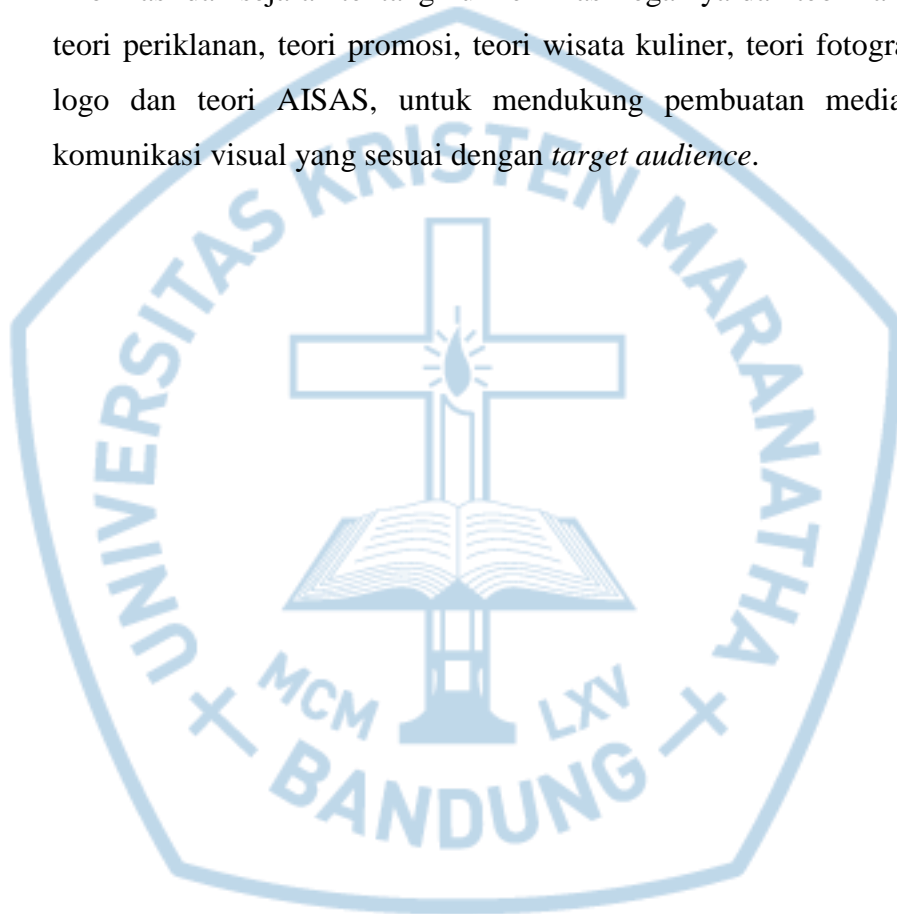 teori periklanan, teori promosi, teori wisata kuliner, teori
logo dan teori AISAS, untuk mendukung pembuatan media
komunikasi visual yang sesuai dengan target audience.
UNIVERSITAS KRISTEN MARANATHA
MCM LXV
BANDUNG